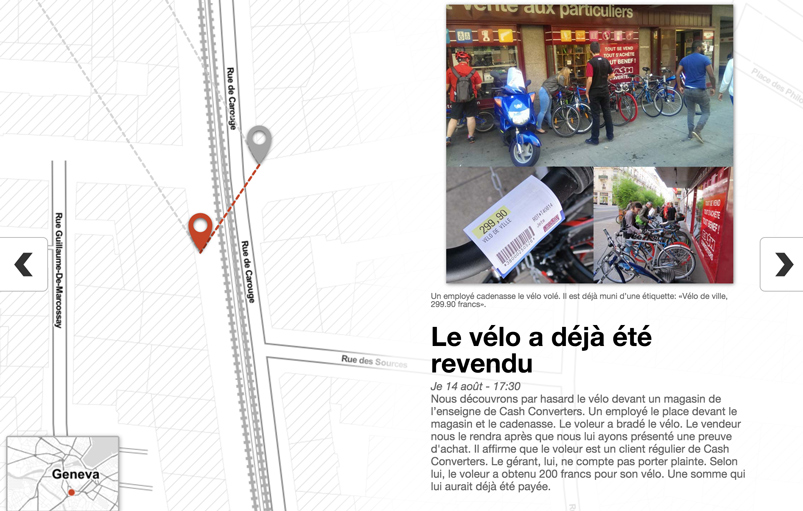 Rue de Carouge
Rue Guillaume-De-Marcossay
Rue de Carouge
Rue des Sources
Geneva
Place des Phil
Vente aux particuliers
TOUT SE VEND
TOUT S'ACHÈTE
TOUT BENEF !
299,90
VELO DE VILLE
Un employé cadenasse le vélo volé. Il est déjà muni d'une étiquette: «Vélo de ville,
299.90 francs».
Le vélo a déjà été
revendu
Je 14 août - 17:30
Nous découvrons par hasard le vélo devant un magasin de
l'enseigne de Cash Converters. Un employé le place devant le
magasin et le cadenasse. Le voleur a bradé le vélo. Le vendeur
nous le rendra après que nous lui ayons présenté une preuve
d'achat. Il affirme que le voleur est un client régulier de Cash
Converters. Le gérant, lui, ne compte pas porter plainte. Selon
lui, le voleur a obtenu 200 francs pour son vélo. Une somme qui
lui aurait déjà été payée.